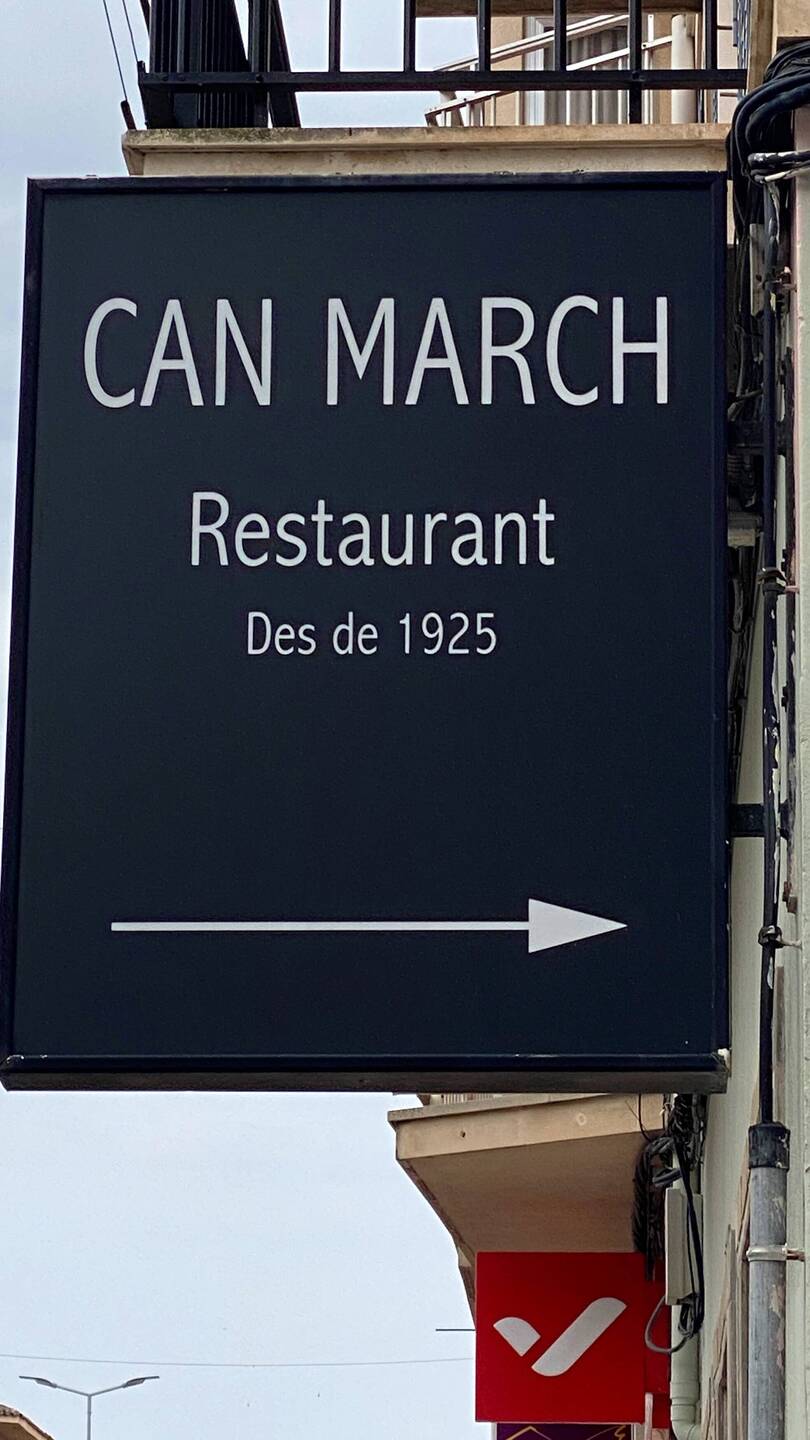 CAN MARCH
Restaurant
Des de 1925